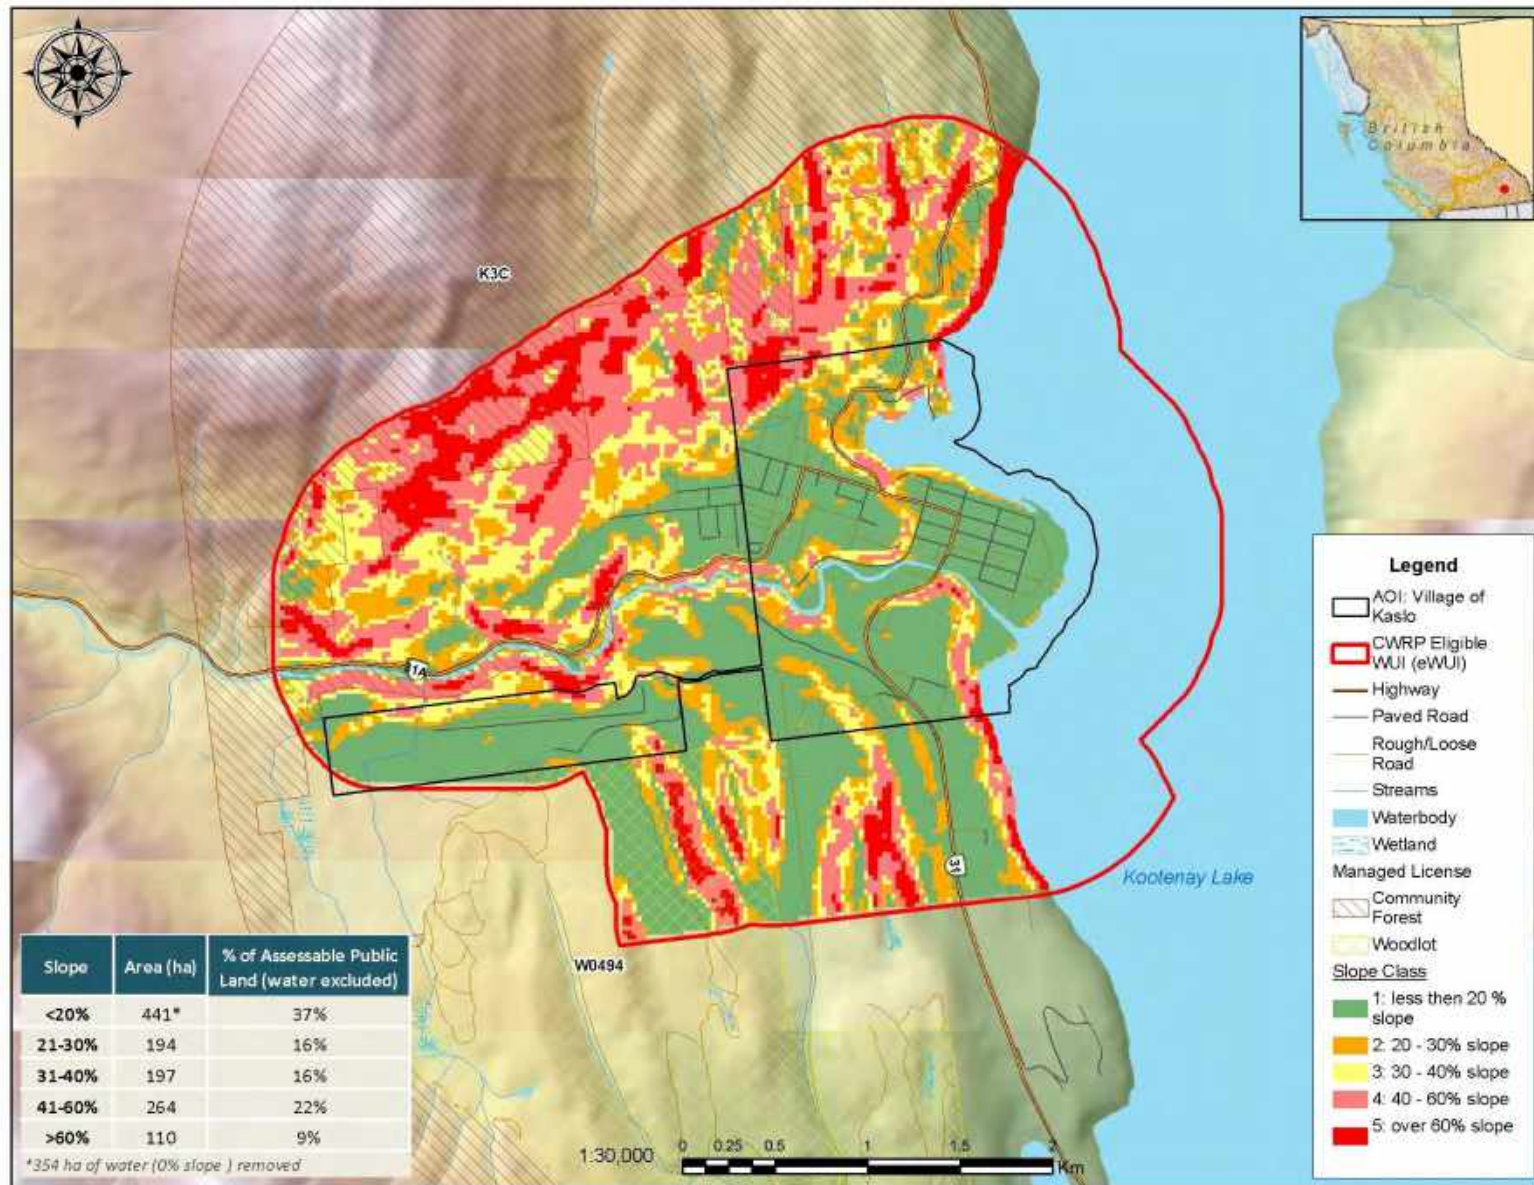 British
Columbia
K3C
31A
31
Kootenay Lake
W0494
Legend
AOI: Village of
Kaslo
CWRP Eligible
WUI (eWUI)
Highway
Paved Road
Rough/Loose
Road
Streams
Waterbody
Wetland
Managed License
Community
Forest
Woodlot
Slope Class
1: less then 20 %
slope
2: 20 - 30% slope
3: 30 - 40% slope
4: 40 - 60% slope
5: over 60% slope
Slope Area (ha) % of Assessable Public
Land (water excluded)
<20% 441* 37%
21-30% 194 16%
31-40% 197 16%
41-60% 264 22%
>60% 110 9%
*354 ha of water (0% slope ) removed
1:30,000
0 0.25 0.5 1 1.5 2
Km